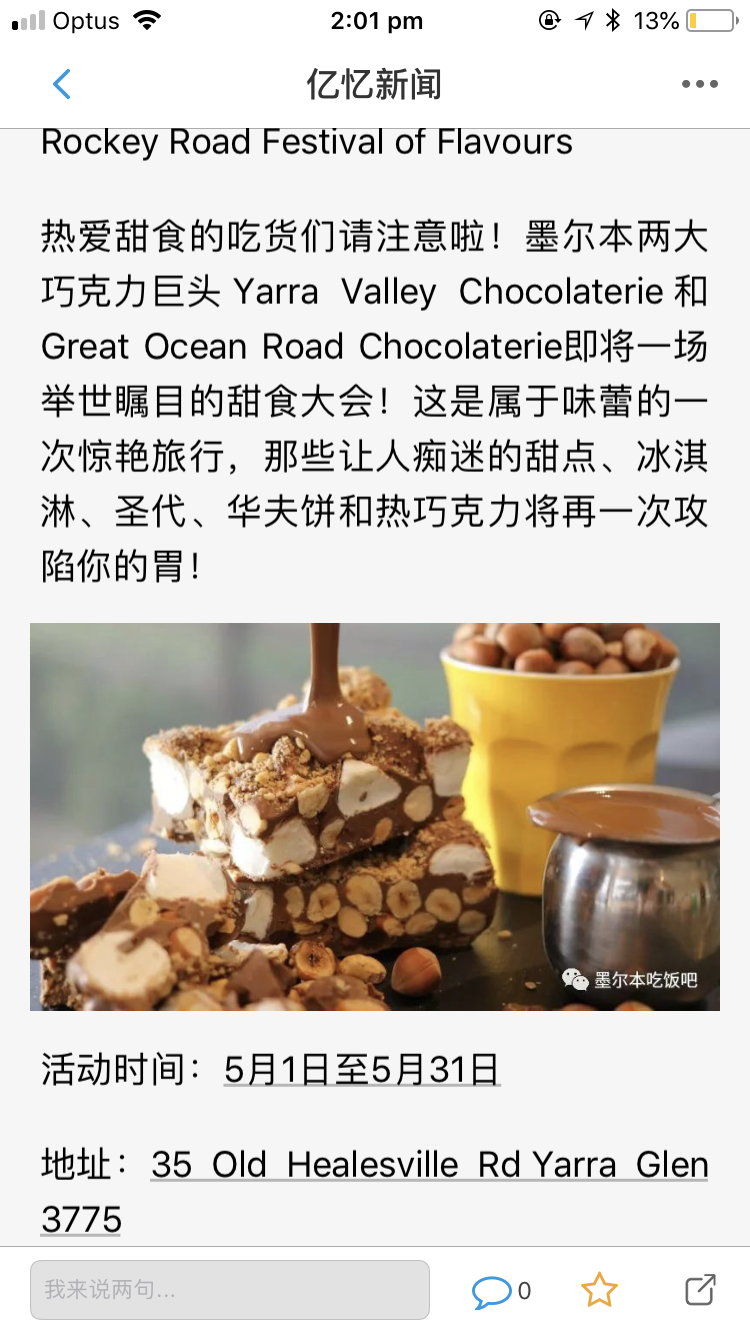 Optus
2:01 pm
13%
亿忆新闻
Rockey Road Festival of Flavours
热爱甜食的吃货们请注意啦！墨尔本两大
巧克力巨头 Yarra Valley Chocolaterie 和
Great Ocean Road Chocolaterie即将一场
举世瞩目的甜食大会！这是属于味蕾的一
次惊艳旅行，那些让人痴迷的甜点、冰淇
淋、圣代、华夫饼和热巧克力将再一次攻
陷你的胃！
墨尔本吃饭吧
活动时间：5月1日至5月31日
地址：35 Old Healesville Rd Yarra Glen
3775
我来说两句...
0